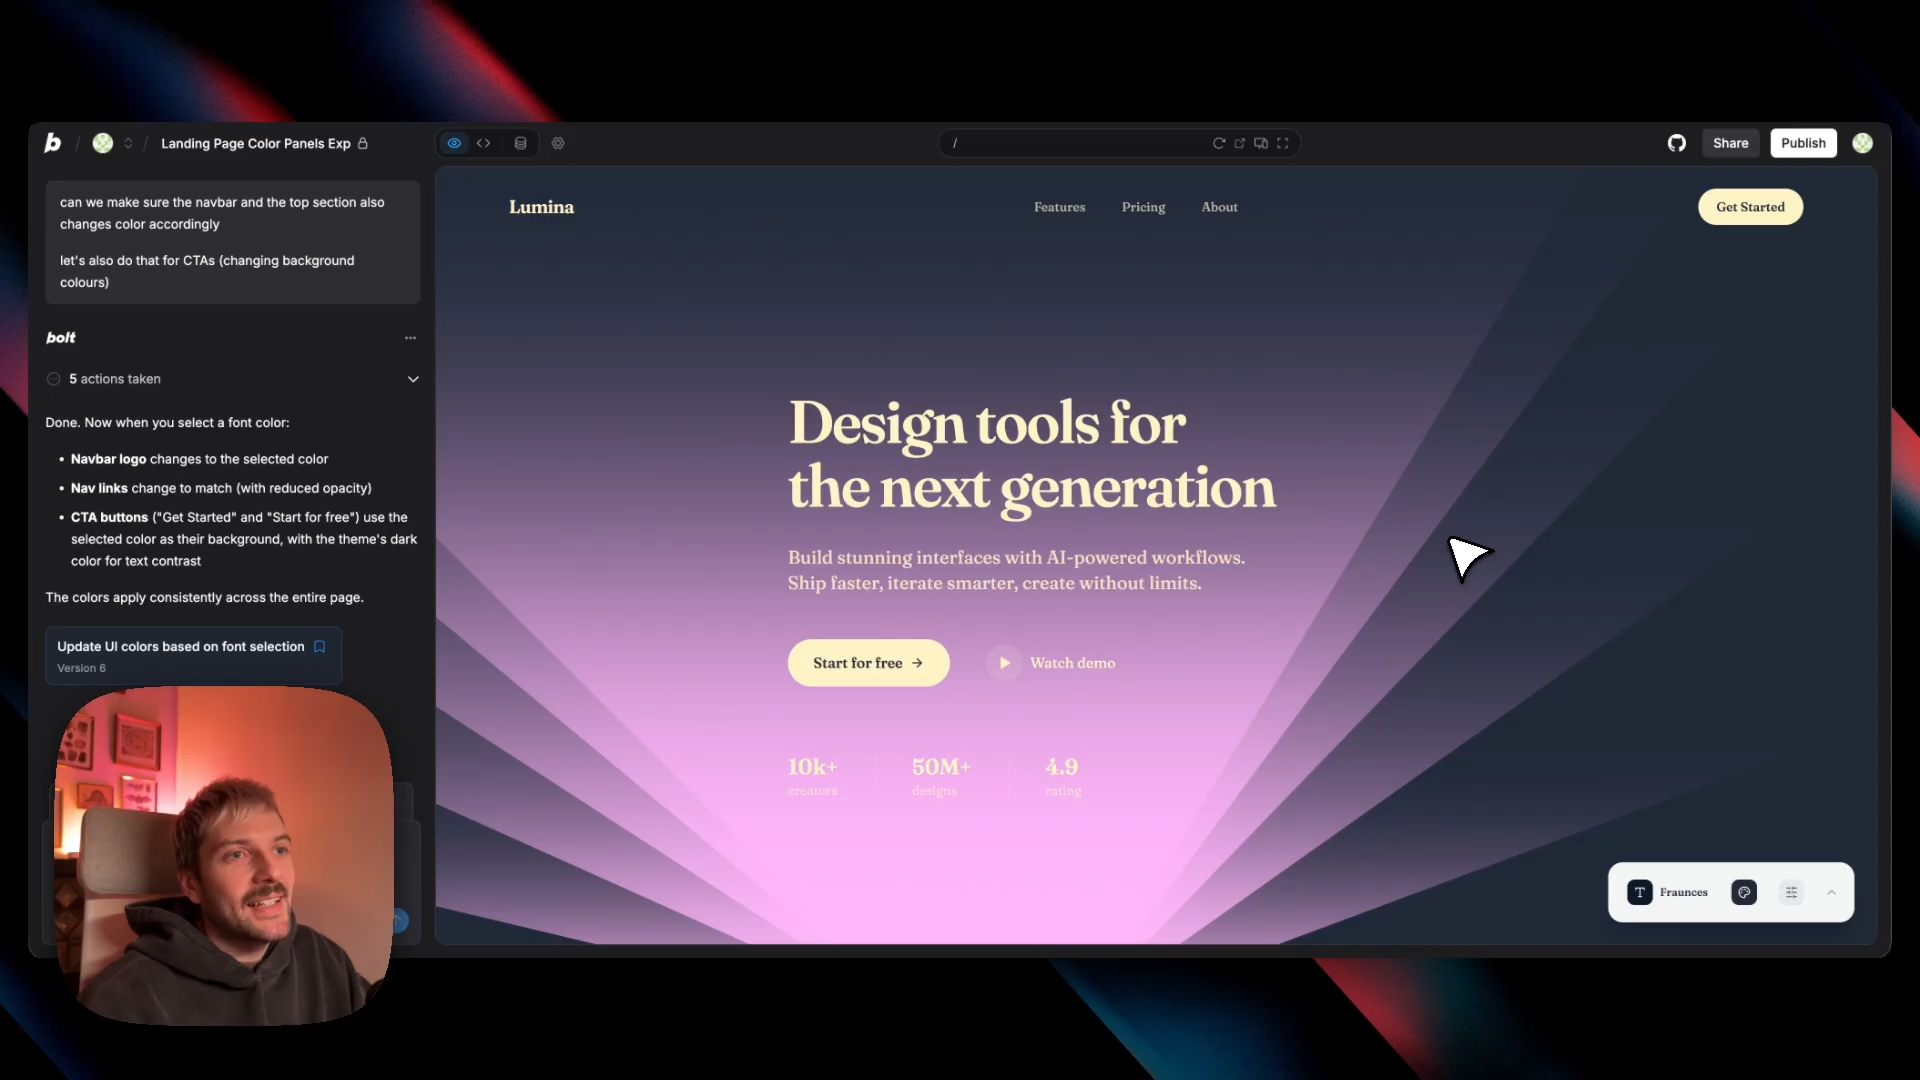 b / / Landing Page Color Panels Exp
/
Share
Publish
can we make sure the navbar and the top section also
changes color accordingly
let's also do that for CTAs (changing background
colours)
bolt
5 actions taken
Done. Now when you select a font color:
• Navbar logo changes to the selected color
• Nav links change to match (with reduced opacity)
• CTA buttons ("Get Started" and "Start for free") use the
selected color as their background, with the theme's dark
color for text contrast
The colors apply consistently across the entire page.
Update UI colors based on font selection
Version 6
Lumina
Features
Pricing
About
Get Started
Design tools for
the next generation
Build stunning interfaces with AI-powered workflows.
Ship faster, iterate smarter, create without limits.
Start for free →
Watch demo
10k+
creators
50M+
designs
4.9
rating
T Fraunces